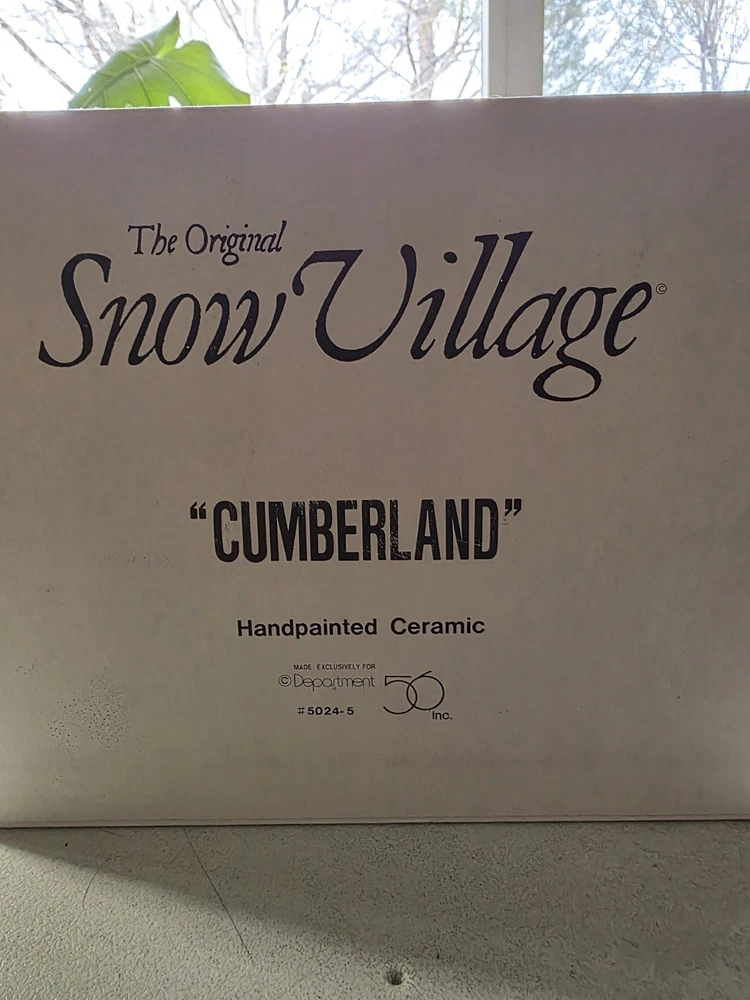 The Original
Snow Village©
“CUMBERLAND”
Handpainted Ceramic
MADE EXCLUSIVELY FOR
©Department 56 Inc.
#5024-5